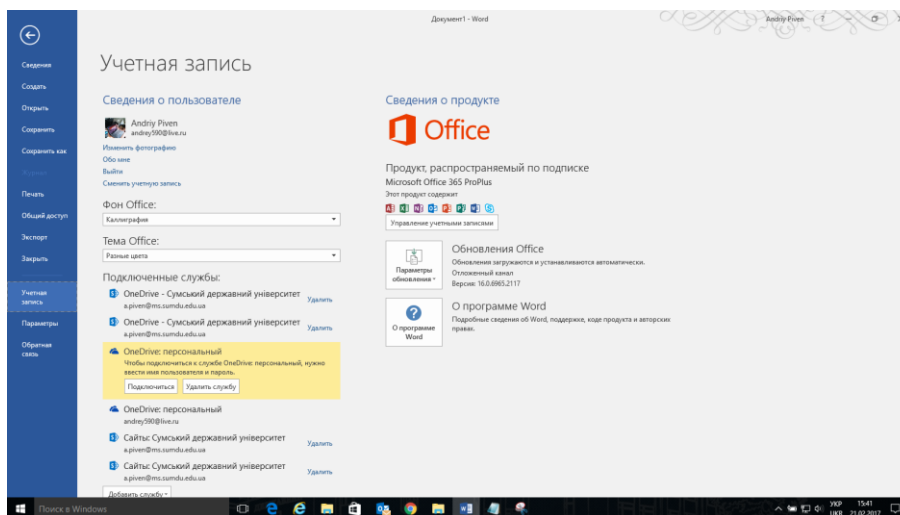 Документ1 - Word
Andriy Piven ?
Сведения
Создать
Открыть
Сохранить
Сохранить как
Журнал
Печать
Общий доступ
Экспорт
Закрыть
Учетная
запись
Параметры
Обратная
связь
Учетная запись
Сведения о пользователе
Andriy Piven
andrey590@live.ru
Изменить фотографию
Обо мне
Выйти
Сменить учетную запись
Фон Office:
Каллиграфия
Тема Office:
Разные цвета
Подключенные службы:
OneDrive - Сумський державний університет
a.piven@ms.sumdu.edu.ua
Удалить
OneDrive - Сумський державний університет
a.piven@ms.sumdu.edu.ua
Удалить
OneDrive: персональный
Чтобы подключиться к службе OneDrive: персональный, нужно
ввести имя пользователя и пароль.
Подключиться Удалить службу
OneDrive: персональный
andrey590@live.ru
Сайты: Сумський державний університет
a.piven@ms.sumdu.edu.ua
Удалить
Сайты: Сумський державний університет
a.piven@ms.sumdu.edu.ua
Удалить
Добавить службу
Сведения о продукте
Office
Продукт, распространяемый по подписке
Microsoft Office 365 ProPlus
Этот продукт содержит
Управление учетными записями
Параметры
обновления
Обновления Office
Обновления загружаются и устанавливаются автоматически.
Отложенный канал
Версия: 16.0.6965.2117
О программе
Word
О программе Word
Подробные сведения об Word, поддержке, коде продукта и авторских
правах.
Поиск в Windows
УКР 15:41
UKR 21.02.2017